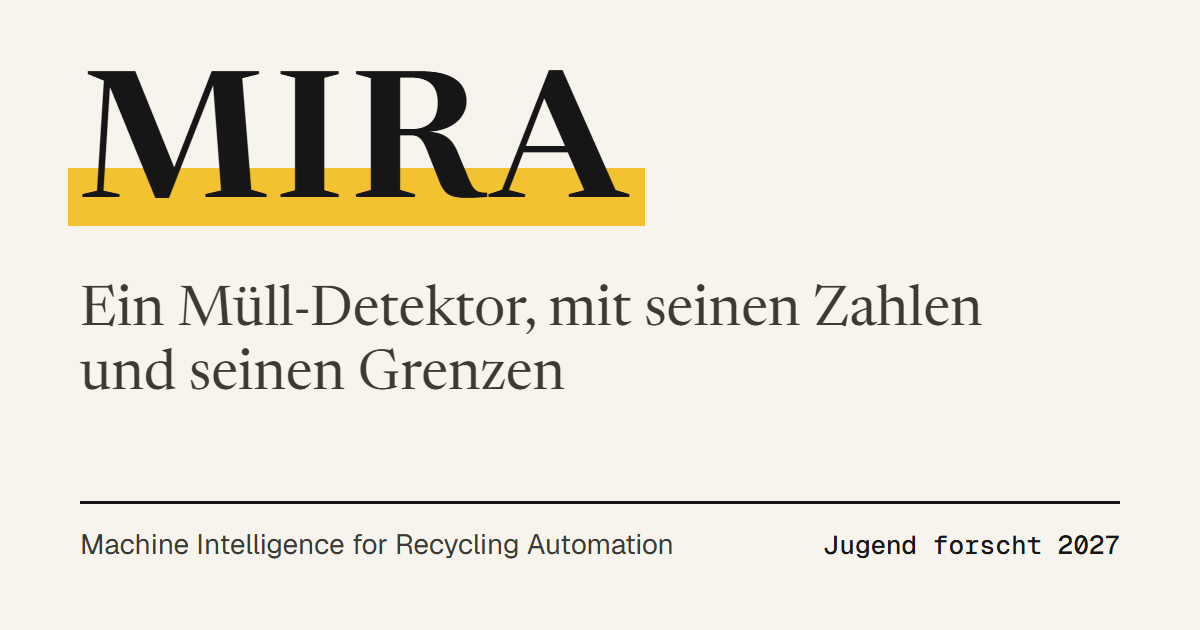 MIRA
Ein Müll-Detektor, mit seinen Zahlen
und seinen Grenzen
Machine Intelligence for Recycling Automation
Jugend forscht 2027